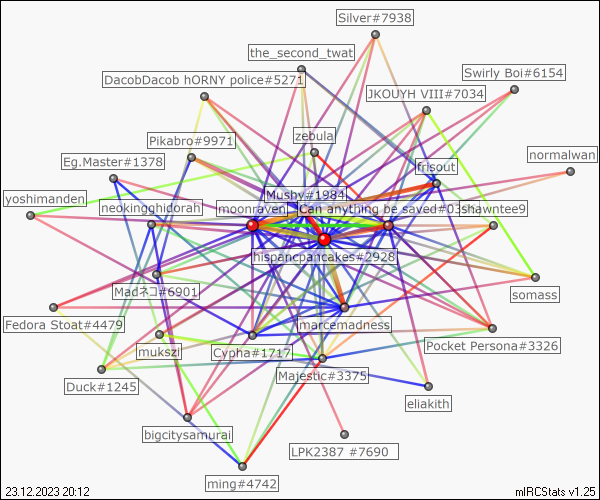 Silver#7938
the_second_twat
DacobDacob hORNY police#5271
Swirly Boi#6154
JKOUYH VIII#7034
zebula
Pikabro#9971
normalwan
Eg.Master#1378
frisout
yoshimanden
Mushy#1984
neokingghidorah
moonraven
Can anything be saved#039
shawntee9
hispancpancakes#2928
somass
Madネコ#6901
Fedora Stoat#4479
marcemadness
Pocket Persona#3326
mukszi
Cypha#1717
Majestic#3375
Duck#1245
eliakith
bigcitysamurai
LPK2387 #7690
ming#4742
23.12.2023 20:12
mIRCStats v1.25